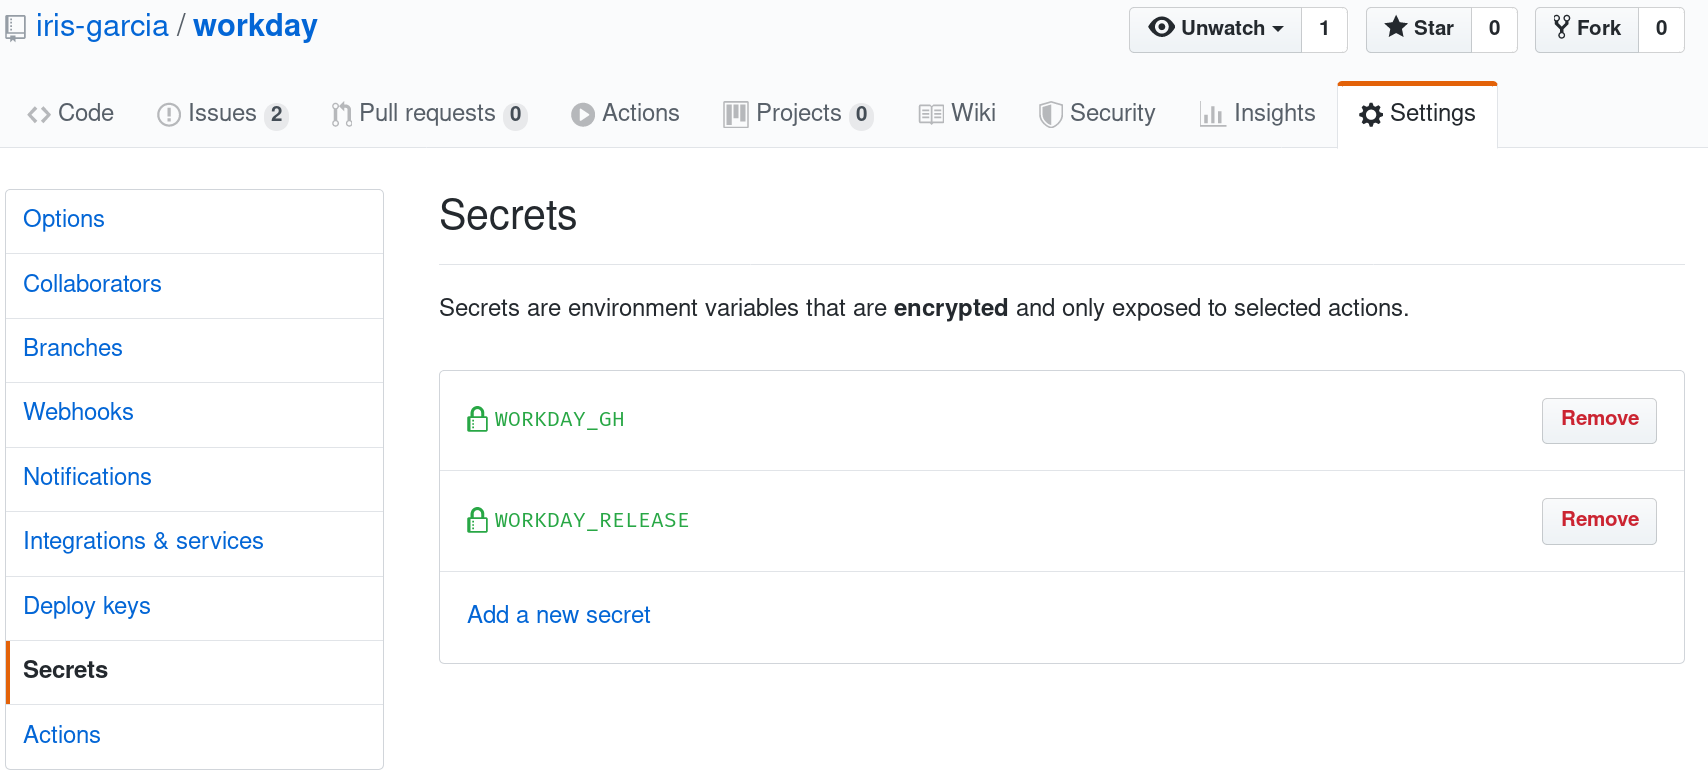 iris-garcia / workday
Unwatch 1 Star 0 Fork 0
Code Issues 2 Pull requests 0 Actions Projects 0 Wiki Security Insights Settings
Options
Collaborators
Branches
Webhooks
Notifications
Integrations & services
Deploy keys
Secrets
Actions
Secrets
Secrets are environment variables that are encrypted and only exposed to selected actions.
WORKDAY_GH Remove
WORKDAY_RELEASE Remove
Add a new secret